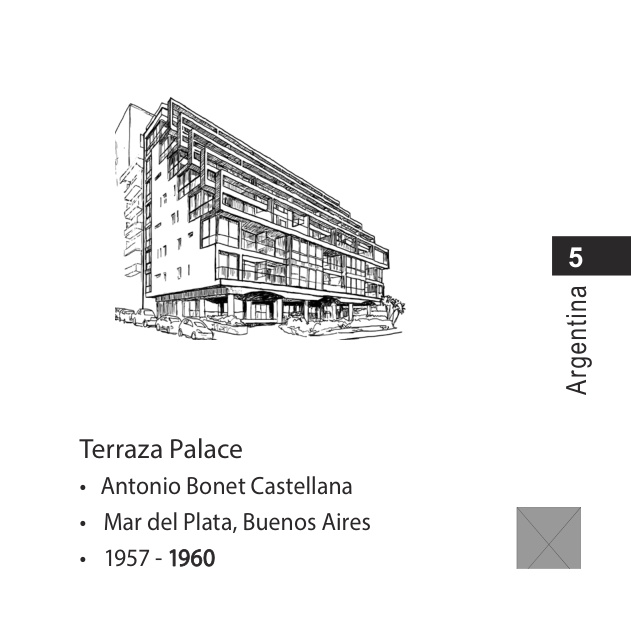 5
Argentina
Terraza Palace
• Antonio Bonet Castellana
• Mar del Plata, Buenos Aires
• 1957 - 1960